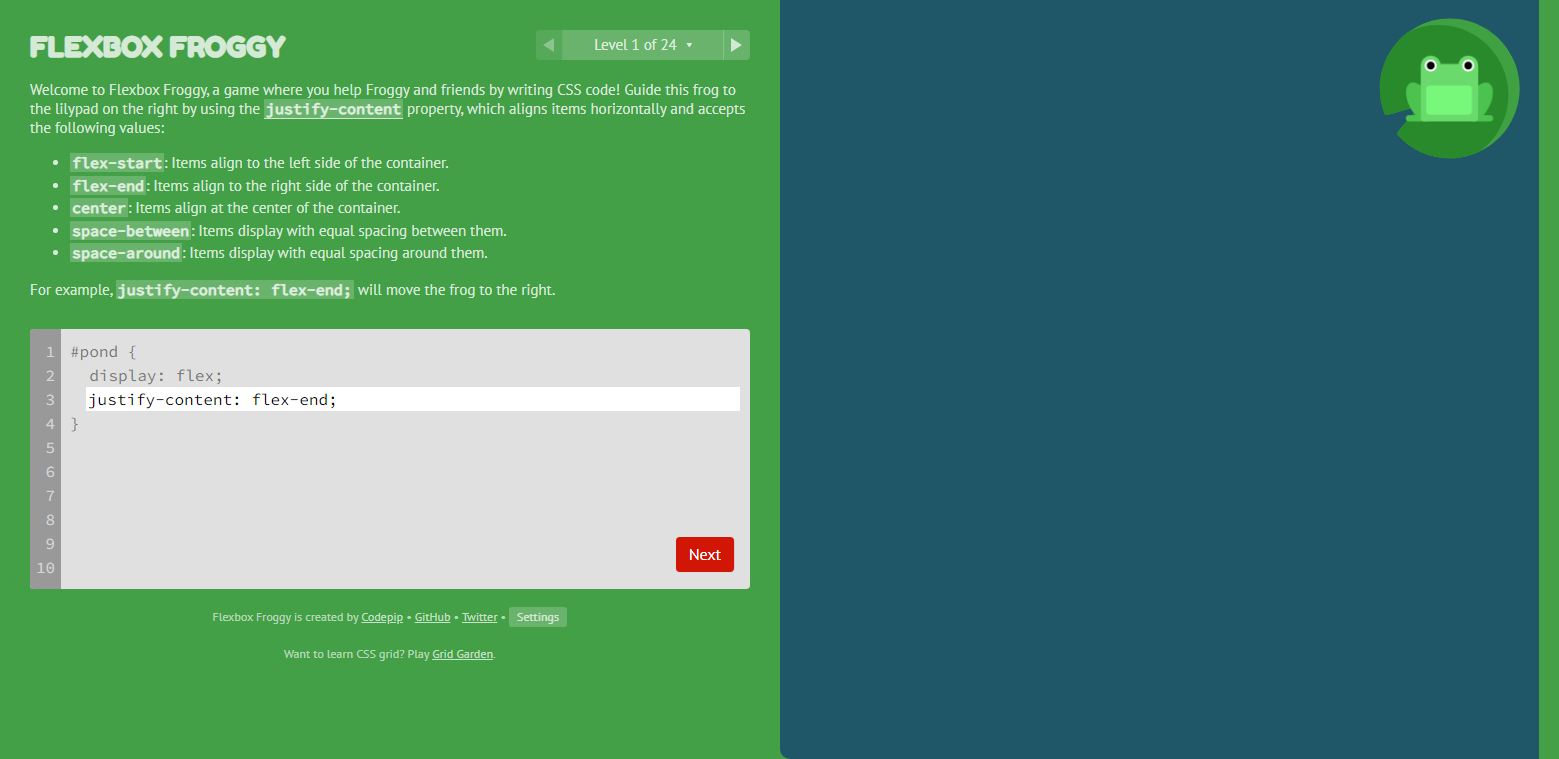 FLEXBOX FROGGY
Level 1 of 24
Welcome to Flexbox Froggy, a game where you help Froggy and friends by writing CSS code! Guide this frog to
the lilypad on the right by using the justify-content property, which aligns items horizontally and accepts
the following values:
• flex-start: Items align to the left side of the container.
• flex-end: Items align to the right side of the container.
• center: Items align at the center of the container.
• space-between: Items display with equal spacing between them.
• space-around: Items display with equal spacing around them.
For example, justify-content: flex-end; will move the frog to the right.
1 #pond {
2 display: flex;
3 justify-content: flex-end;
4 }
5
6
7
8
9
10
Next
Flexbox Froggy is created by Codepip • GitHub • Twitter • Settings
Want to learn CSS grid? Play Grid Garden.